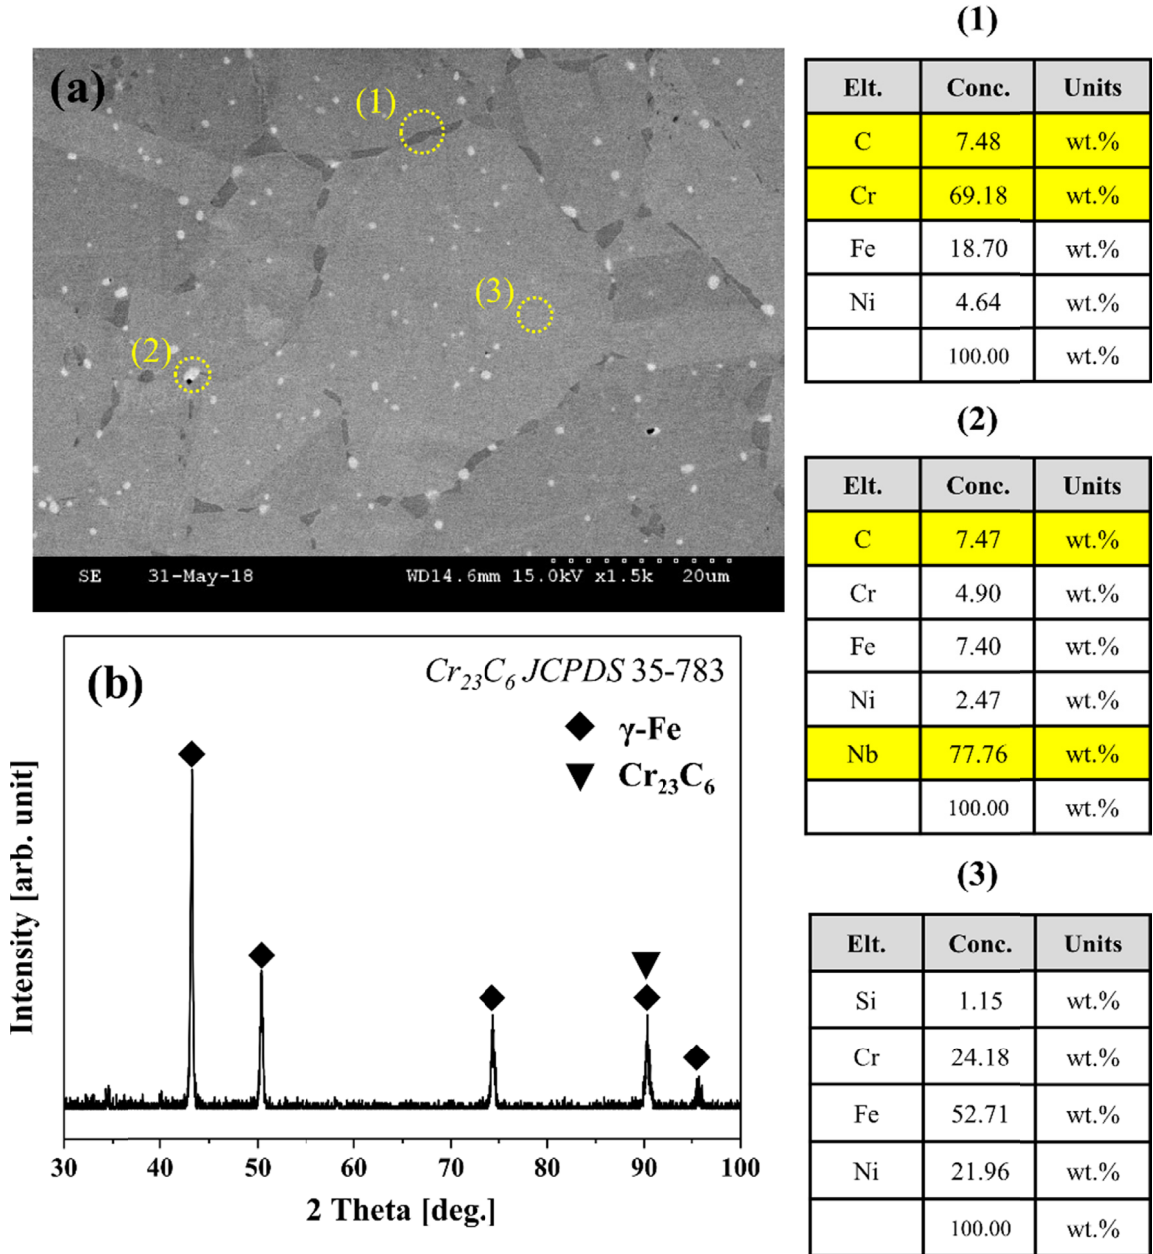 (a)
(1)
(2)
(3)
SE 31-May-18 WD14.6mm 15.0kV x1.5k 20um
(b)
Cr23C6 JCPDS 35-783
γ-Fe
Cr23C6
Intensity [arb. unit]
30 40 50 60 70 80 90 100
2 Theta [deg.]
(1)
Elt. Conc. Units
C 7.48 wt.%
Cr 69.18 wt.%
Fe 18.70 wt.%
Ni 4.64 wt.%
100.00 wt.%
(2)
Elt. Conc. Units
C 7.47 wt.%
Cr 4.90 wt.%
Fe 7.40 wt.%
Ni 2.47 wt.%
Nb 77.76 wt.%
100.00 wt.%
(3)
Elt. Conc. Units
Si 1.15 wt.%
Cr 24.18 wt.%
Fe 52.71 wt.%
Ni 21.96 wt.%
100.00 wt.%